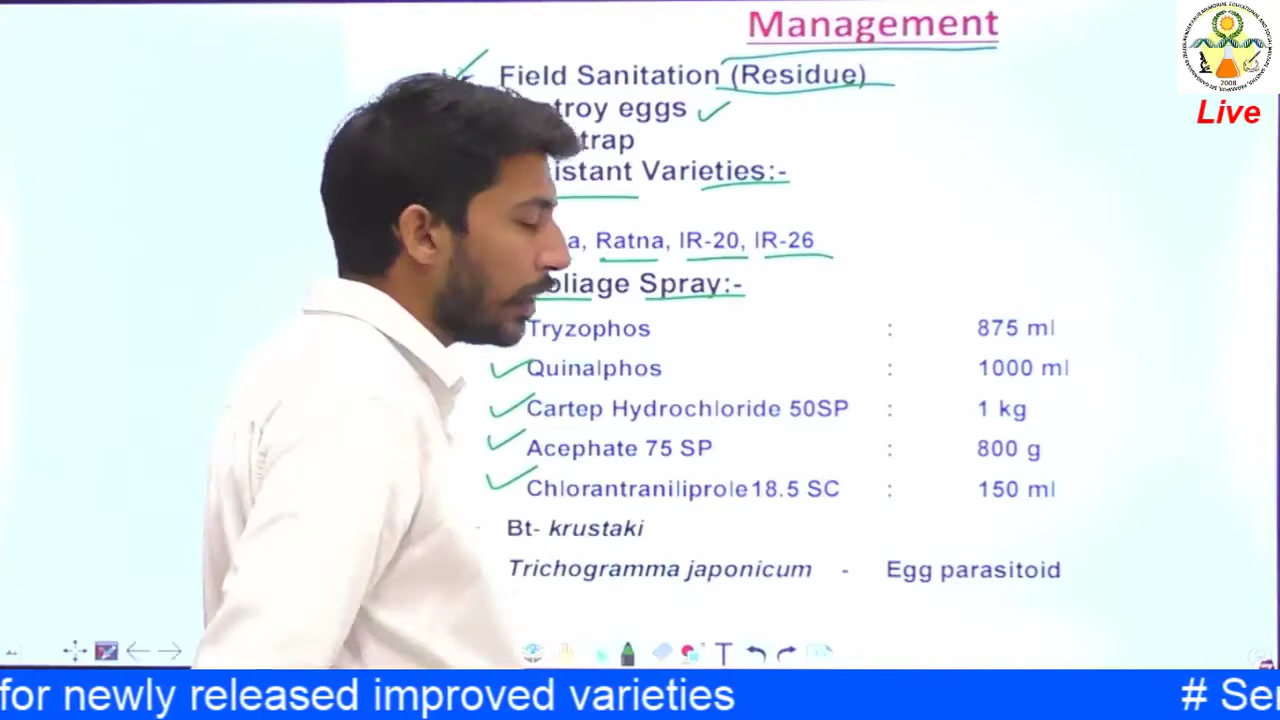 Management
Field Sanitation (Residue)
troy eggs
trap
istant Varieties:-
a, Ratna, IR-20, IR-26
oliage Spray:-
Tryzophos : 875 ml
Quinalphos : 1000 ml
Cartep Hydrochloride 50SP : 1 kg
Acephate 75 SP : 800 g
Chlorantraniliprole18.5 SC : 150 ml
Bt- krustaki
Trichogramma japonicum - Egg parasitoid
2008
Live
for newly released improved varieties # Ser